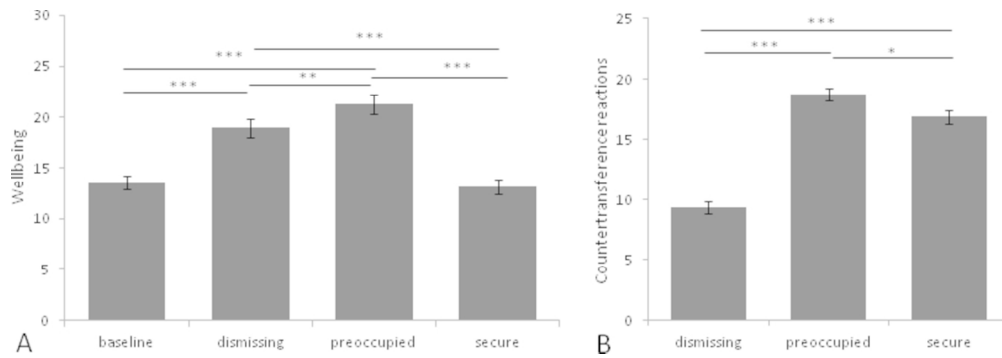 30
25
20
15
10
5
0
Wellbeing
***
***
***
**
***
baseline
dismissing
preoccupied
secure
A
25
20
15
10
5
0
Countertransference reactions
***
***
*
dismissing
preoccupied
secure
B